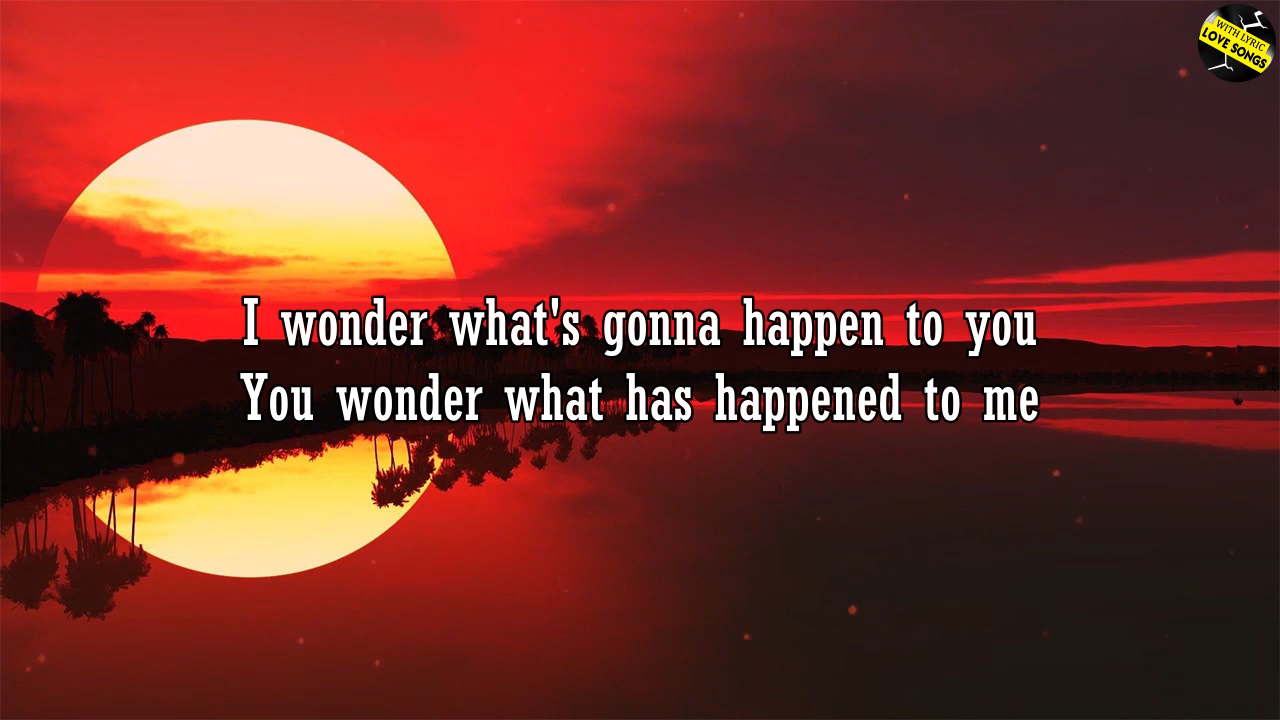 WITH LYRIC
LOVE SONGS
I wonder what's gonna happen to you
You wonder what has happened to me